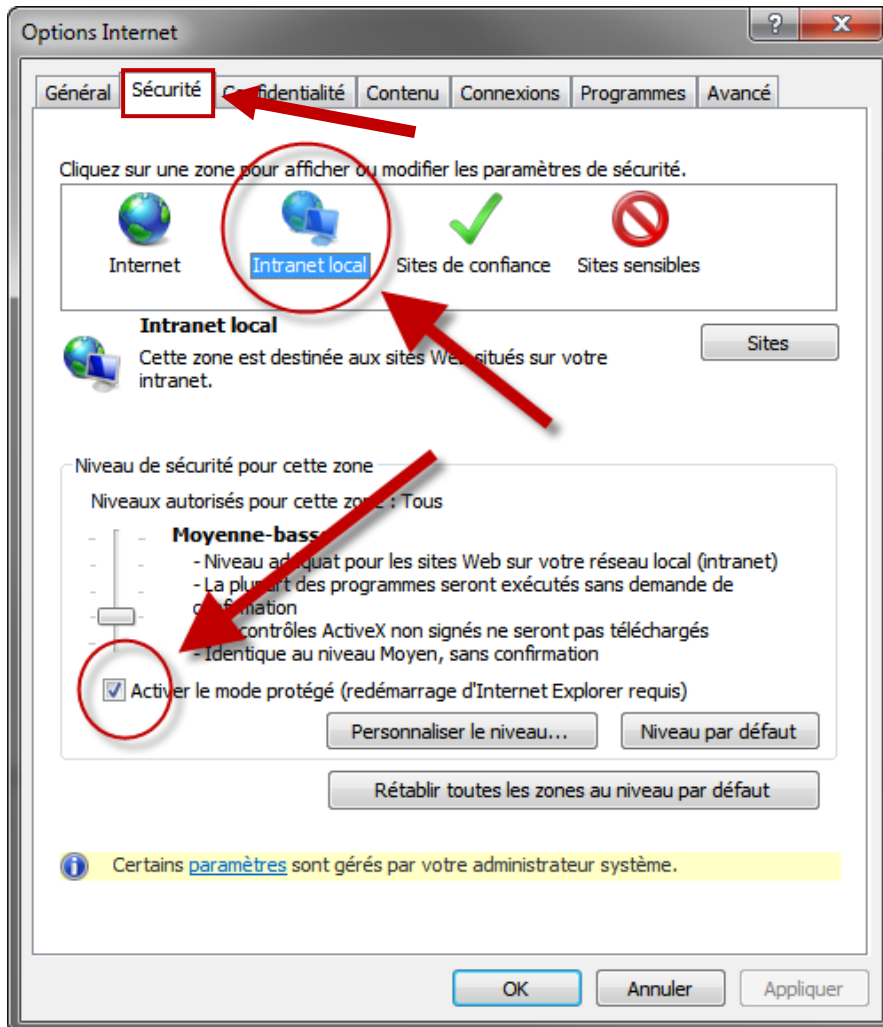 Options Internet
?
X
Général Sécurité Confidentialité Contenu Connexions Programmes Avancé
Cliquez sur une zone pour afficher ou modifier les paramètres de sécurité.
Internet Intranet local Sites de confiance Sites sensibles
Intranet local
Cette zone est destinée aux sites Web situés sur votre
intranet.
Sites
Niveau de sécurité pour cette zone
Niveaux autorisés pour cette zone : Tous
Moyenne-basse
- Niveau adéquat pour les sites Web sur votre réseau local (intranet)
- La plupart des programmes seront exécutés sans demande de
confirmation
contrôles ActiveX non signés ne seront pas téléchargés
- Identique au niveau Moyen, sans confirmation
Activer le mode protégé (redémarrage d'Internet Explorer requis)
Personnaliser le niveau... Niveau par défaut
Rétablir toutes les zones au niveau par défaut
Certains paramètres sont gérés par votre administrateur système.
OK Annuler Appliquer